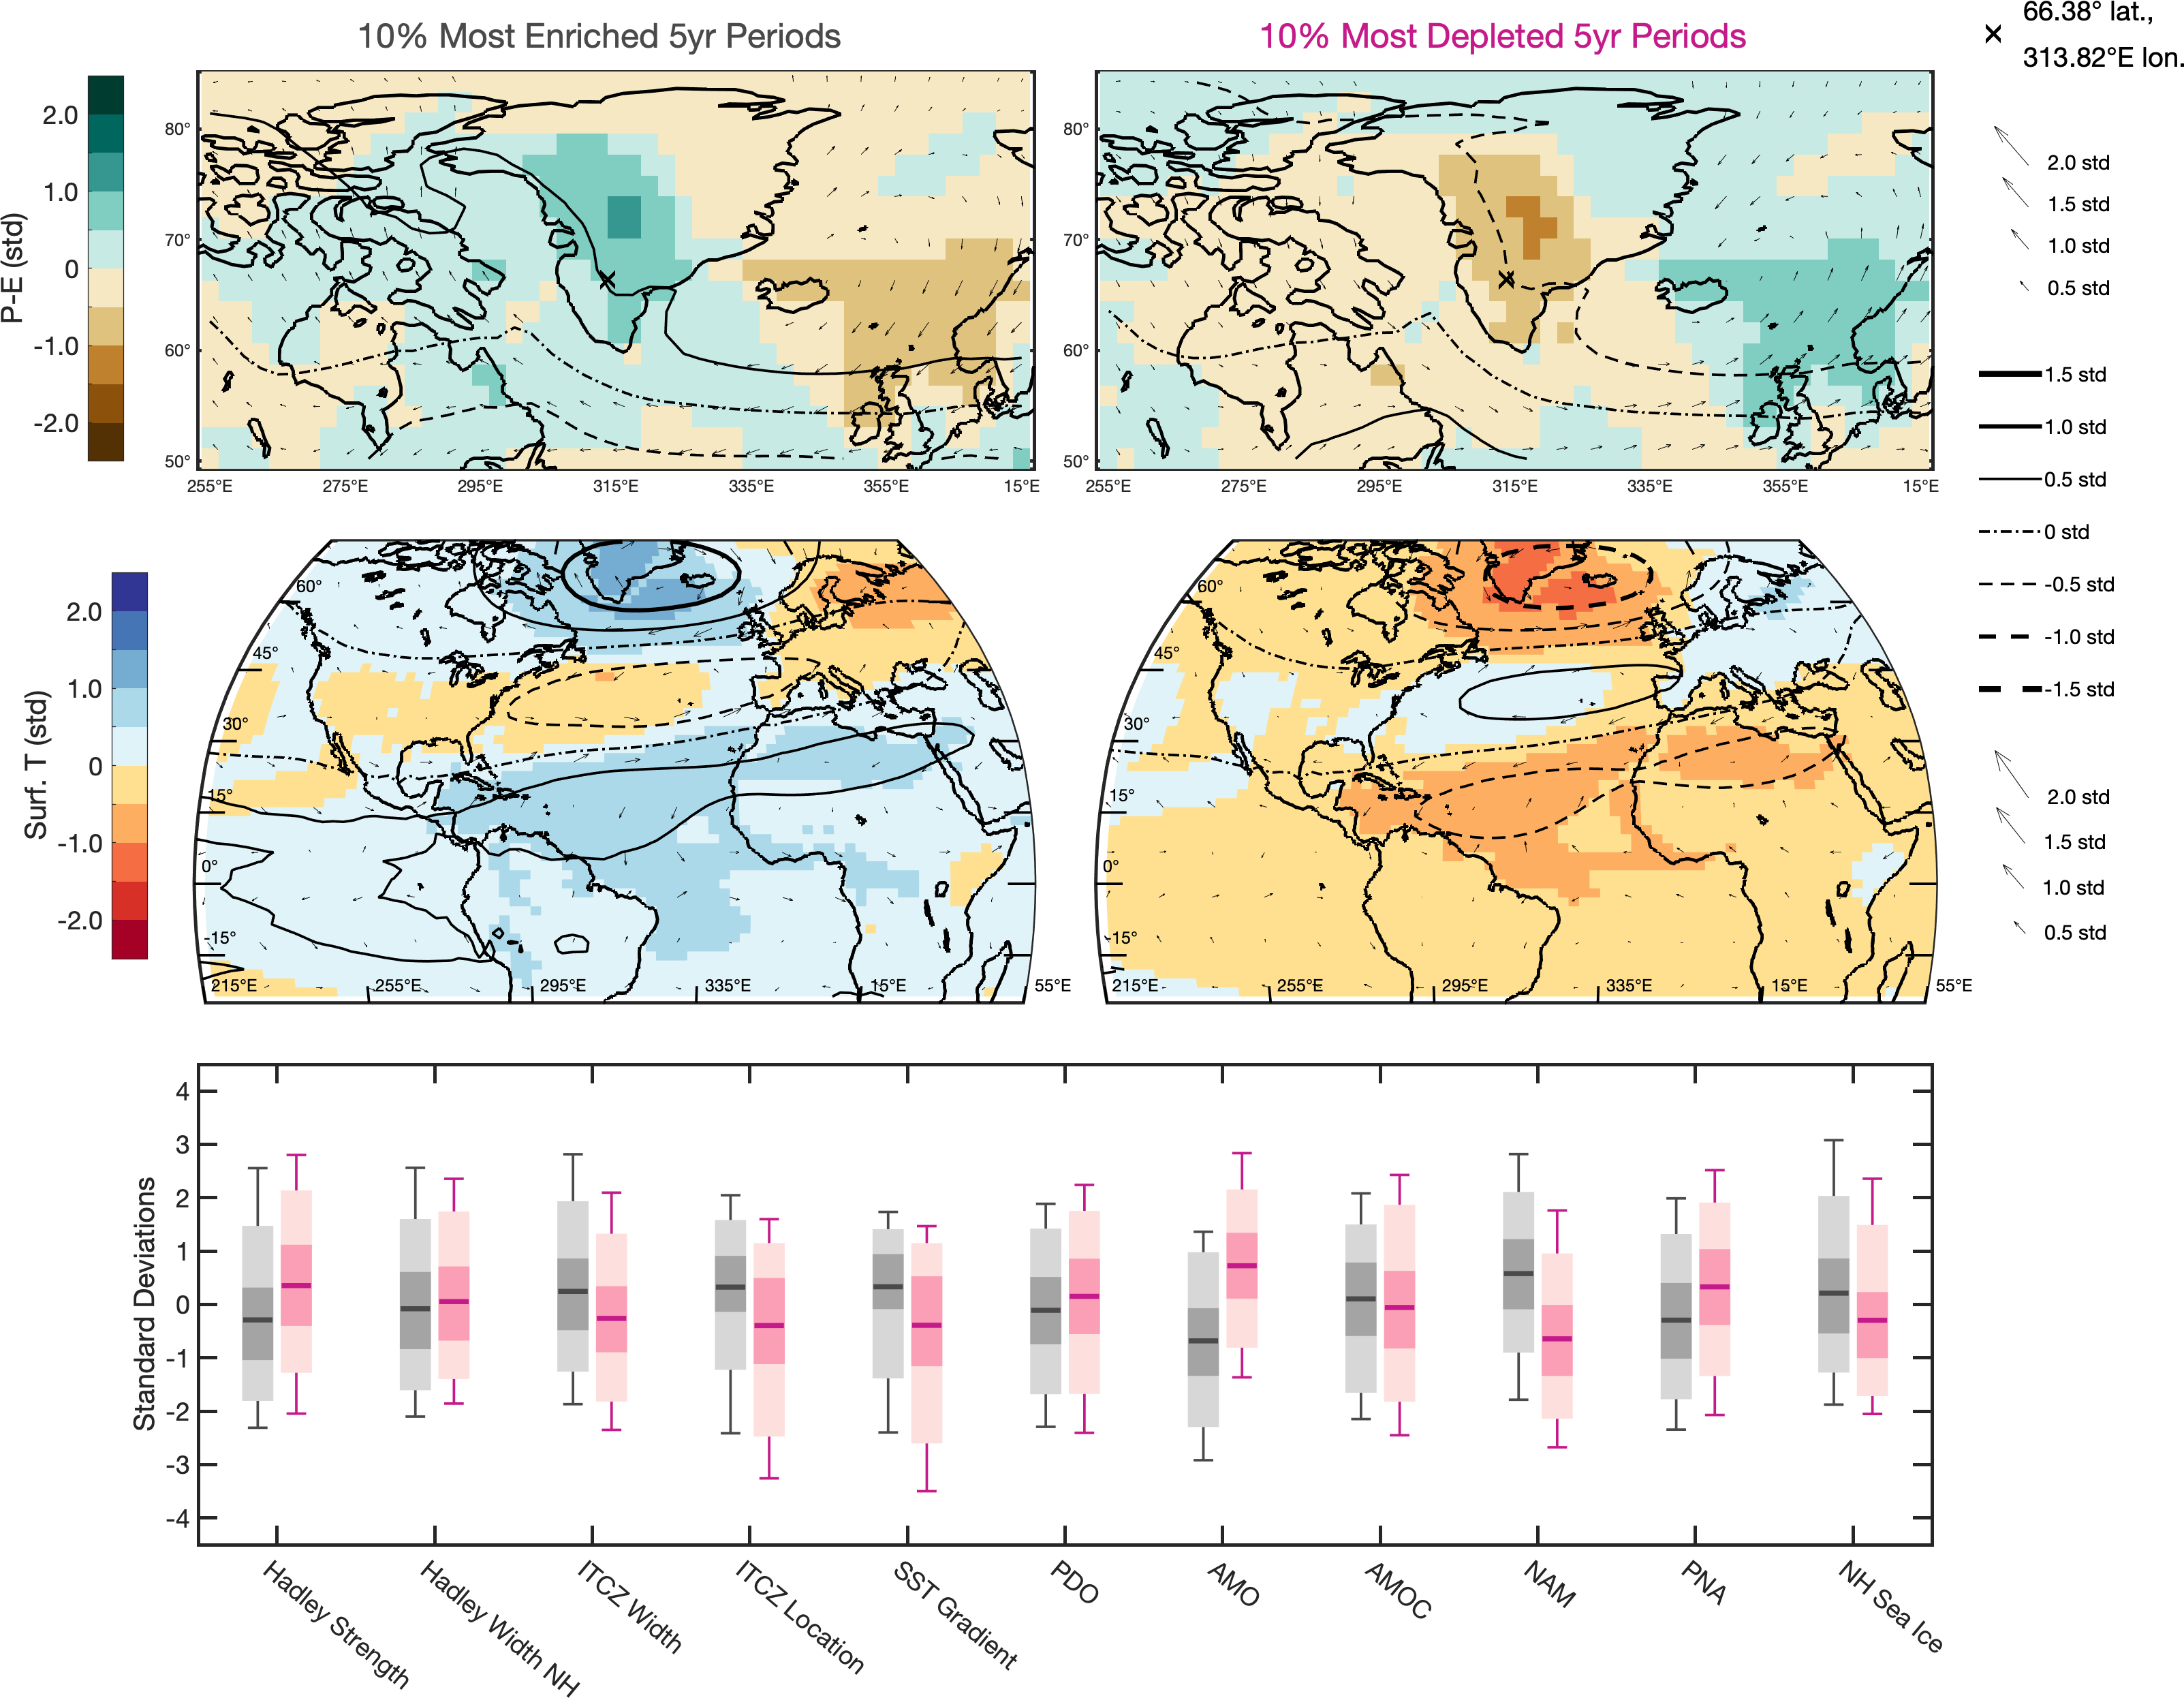 10% Most Enriched 5yr Periods
10% Most Depleted 5yr Periods
66.38° lat.,
313.82°E lon.
P-E (std)
2.0
1.0
0
-1.0
-2.0
80°
70°
60°
50°
255°E 275°E 295°E 315°E 335°E 355°E 15°E
80°
70°
60°
50°
255°E 275°E 295°E 315°E 335°E 355°E 15°E
2.0 std
1.5 std
1.0 std
0.5 std
1.5 std
1.0 std
0.5 std
0 std
-0.5 std
-1.0 std
-1.5 std
Surf. T (std)
2.0
1.0
0
-1.0
-2.0
60°
45°
30°
15°
0°
-15°
215°E 255°E 295°E 335°E 15°E 55°E
60°
45°
30°
15°
0°
-15°
215°E 255°E 295°E 335°E 15°E 55°E
2.0 std
1.5 std
1.0 std
0.5 std
Standard Deviations
4
3
2
1
0
-1
-2
-3
-4
Hadley Strength
Hadley Width NH
ITCZ Width
ITCZ Location
SST Gradient
PDO
AMO
AMOC
NAM
PNA
NH Sea Ice